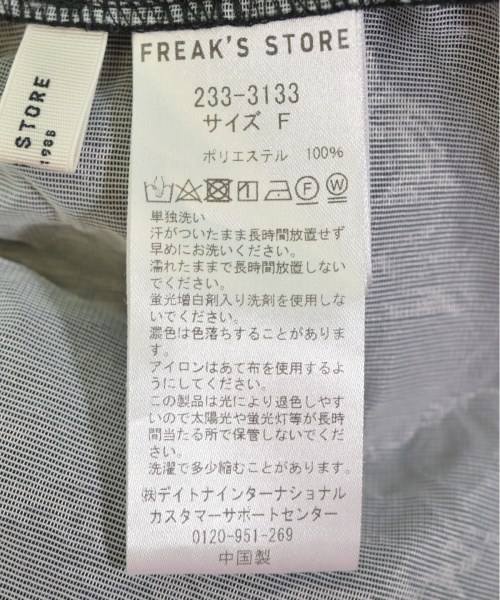 FREAK'S STORE
233-3133
サイズ F
ポリエステル 100%
単独洗い
汗がついたまま長時間放置せず
早めにお洗いください。
濡れたままで長時間放置しない
でください。
蛍光増白剤入り洗剤を使用しな
いでください。
濃色は色落ちすることがありま
す。
アイロンはあて布を使用するよ
うにしてください。
この製品は光により退色しやす
いので太陽光や蛍光灯等が長時
間当たる所で保管しないでくだ
さい。
洗濯で多少縮むことがあります。
㈱デイトナインターナショナル
カスタマーサポートセンター
0120-951-269
中国製
STORE
1986